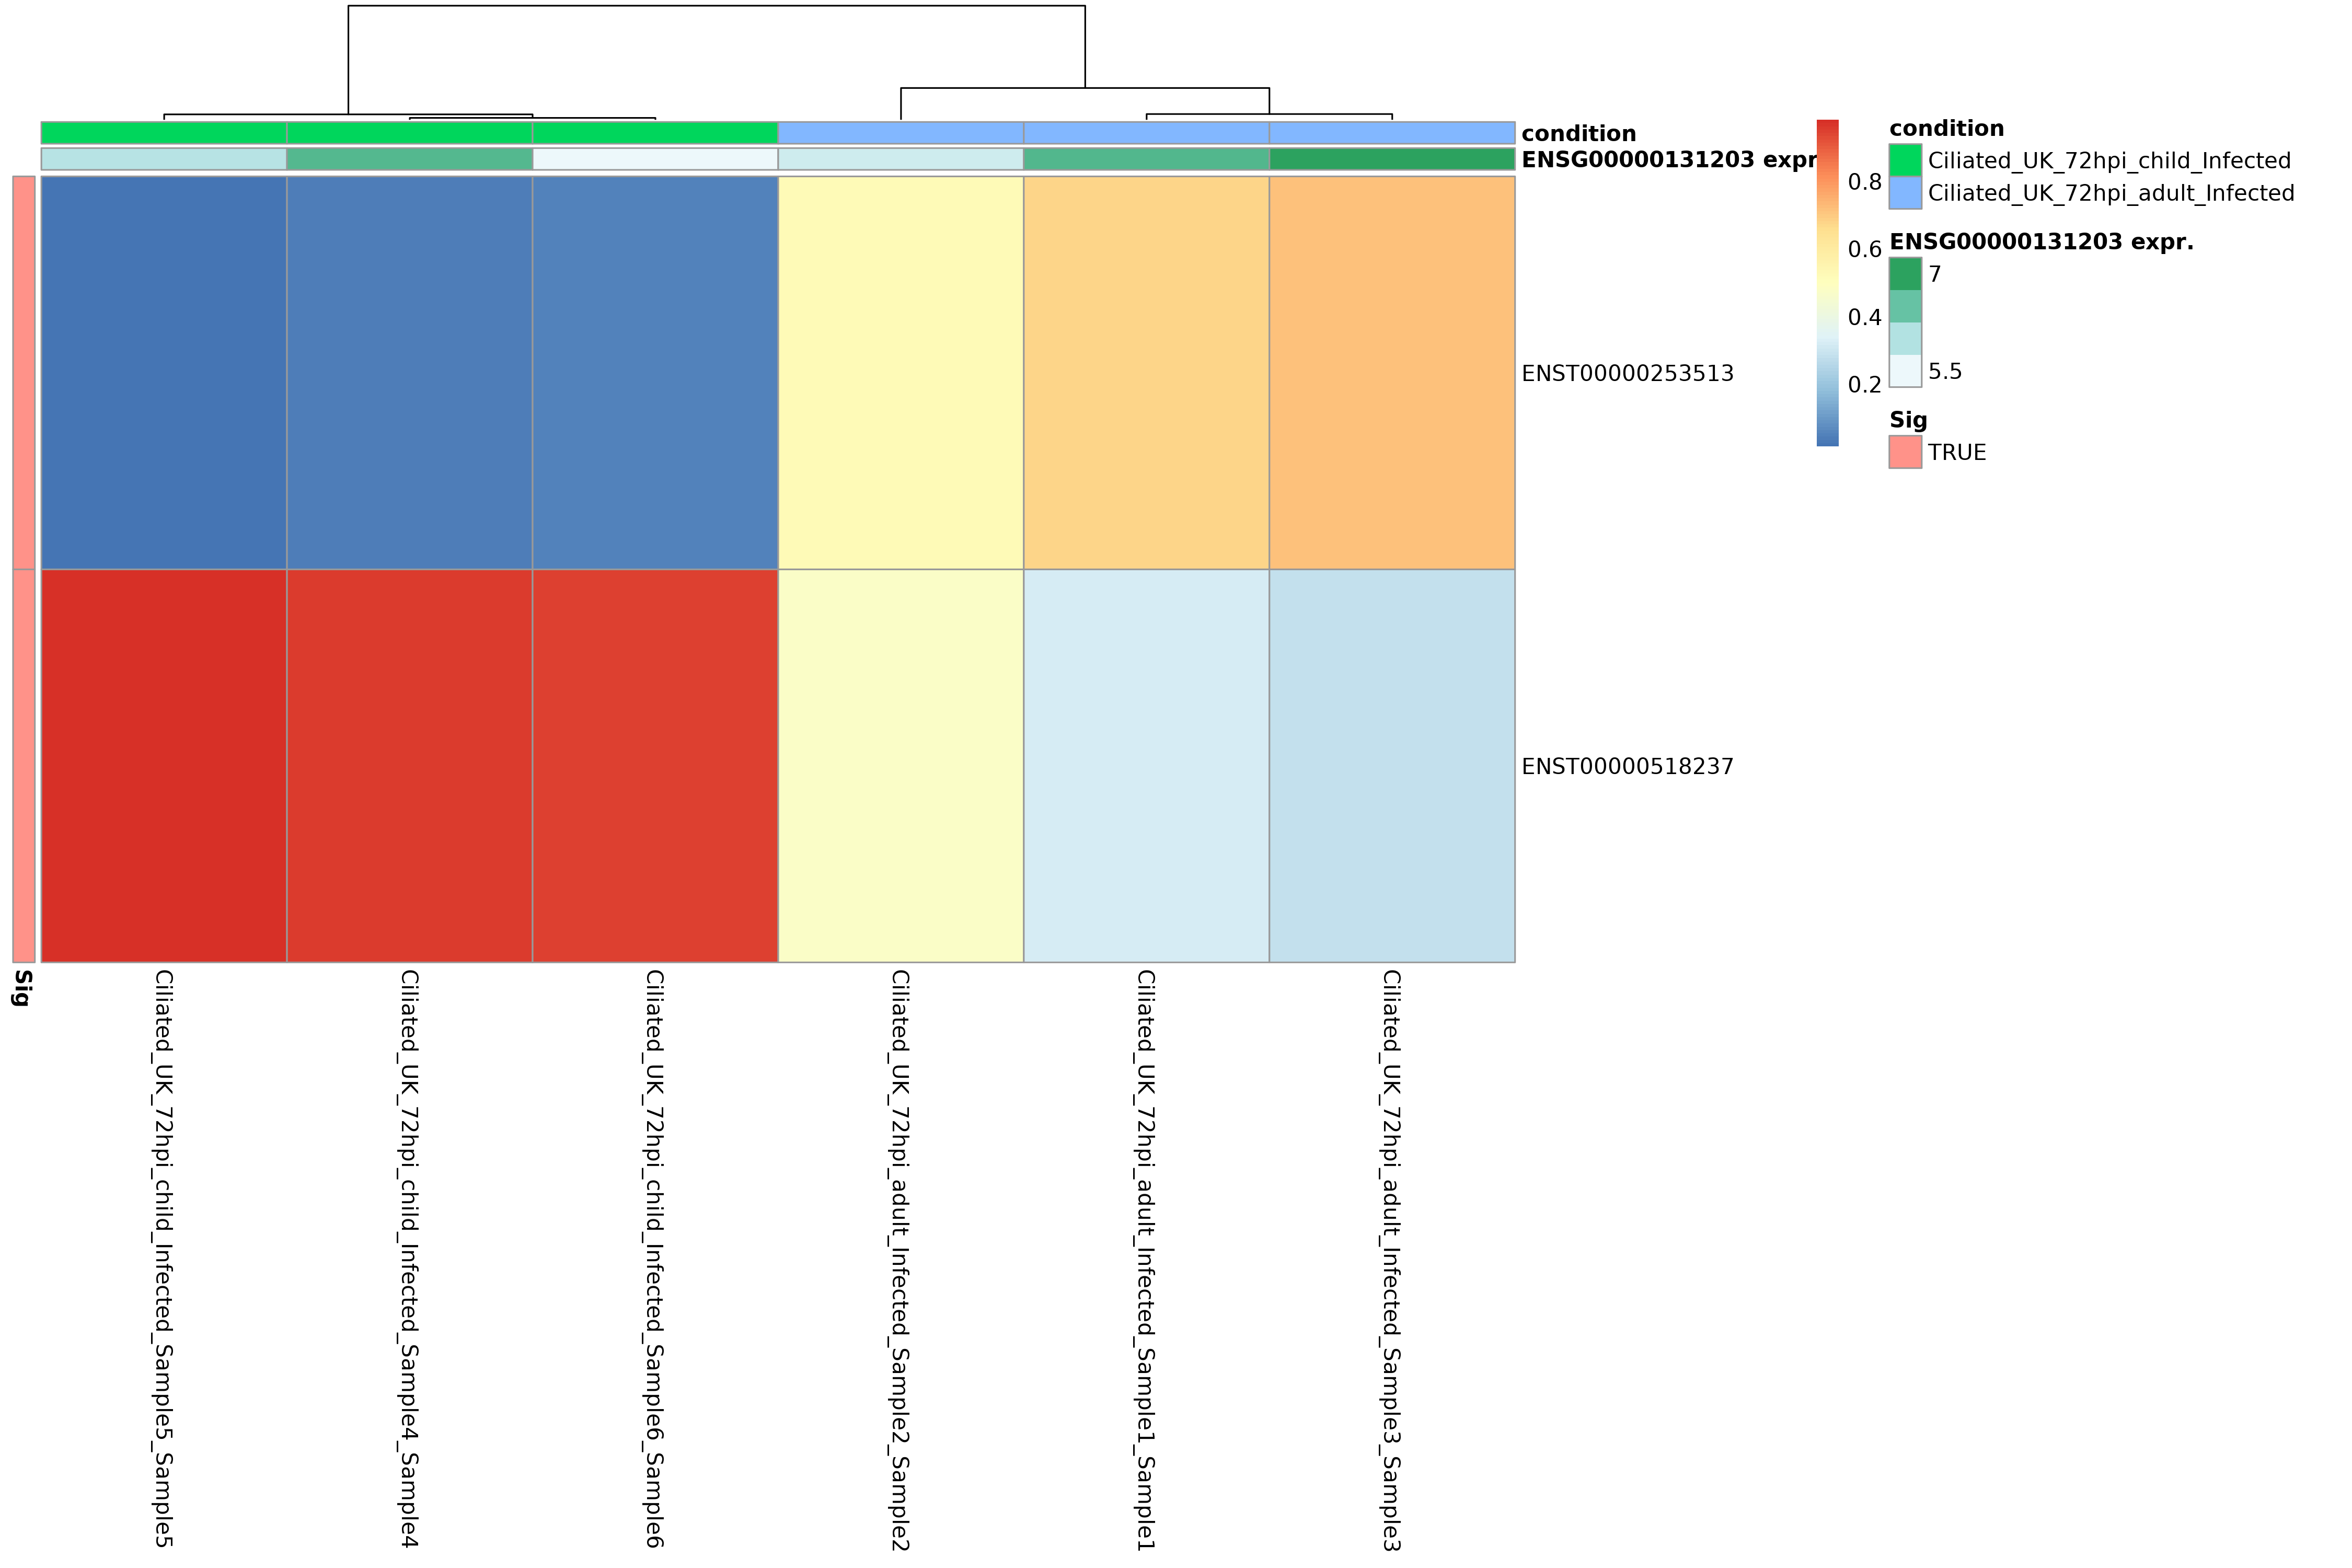 condition
ENSG00000131203 expr
ENST00000253513
ENST00000518237
Sig
Ciliated_UK_72hpi_child_Infected_Sample5_Sample5
Ciliated_UK_72hpi_child_Infected_Sample4_Sample4
Ciliated_UK_72hpi_child_Infected_Sample6_Sample6
Ciliated_UK_72hpi_adult_Infected_Sample2_Sample2
Ciliated_UK_72hpi_adult_Infected_Sample1_Sample1
Ciliated_UK_72hpi_adult_Infected_Sample3_Sample3
0.8
0.6
0.4
0.2
condition
Ciliated_UK_72hpi_child_Infected
Ciliated_UK_72hpi_adult_Infected
ENSG00000131203 expr.
7
5.5
Sig
TRUE